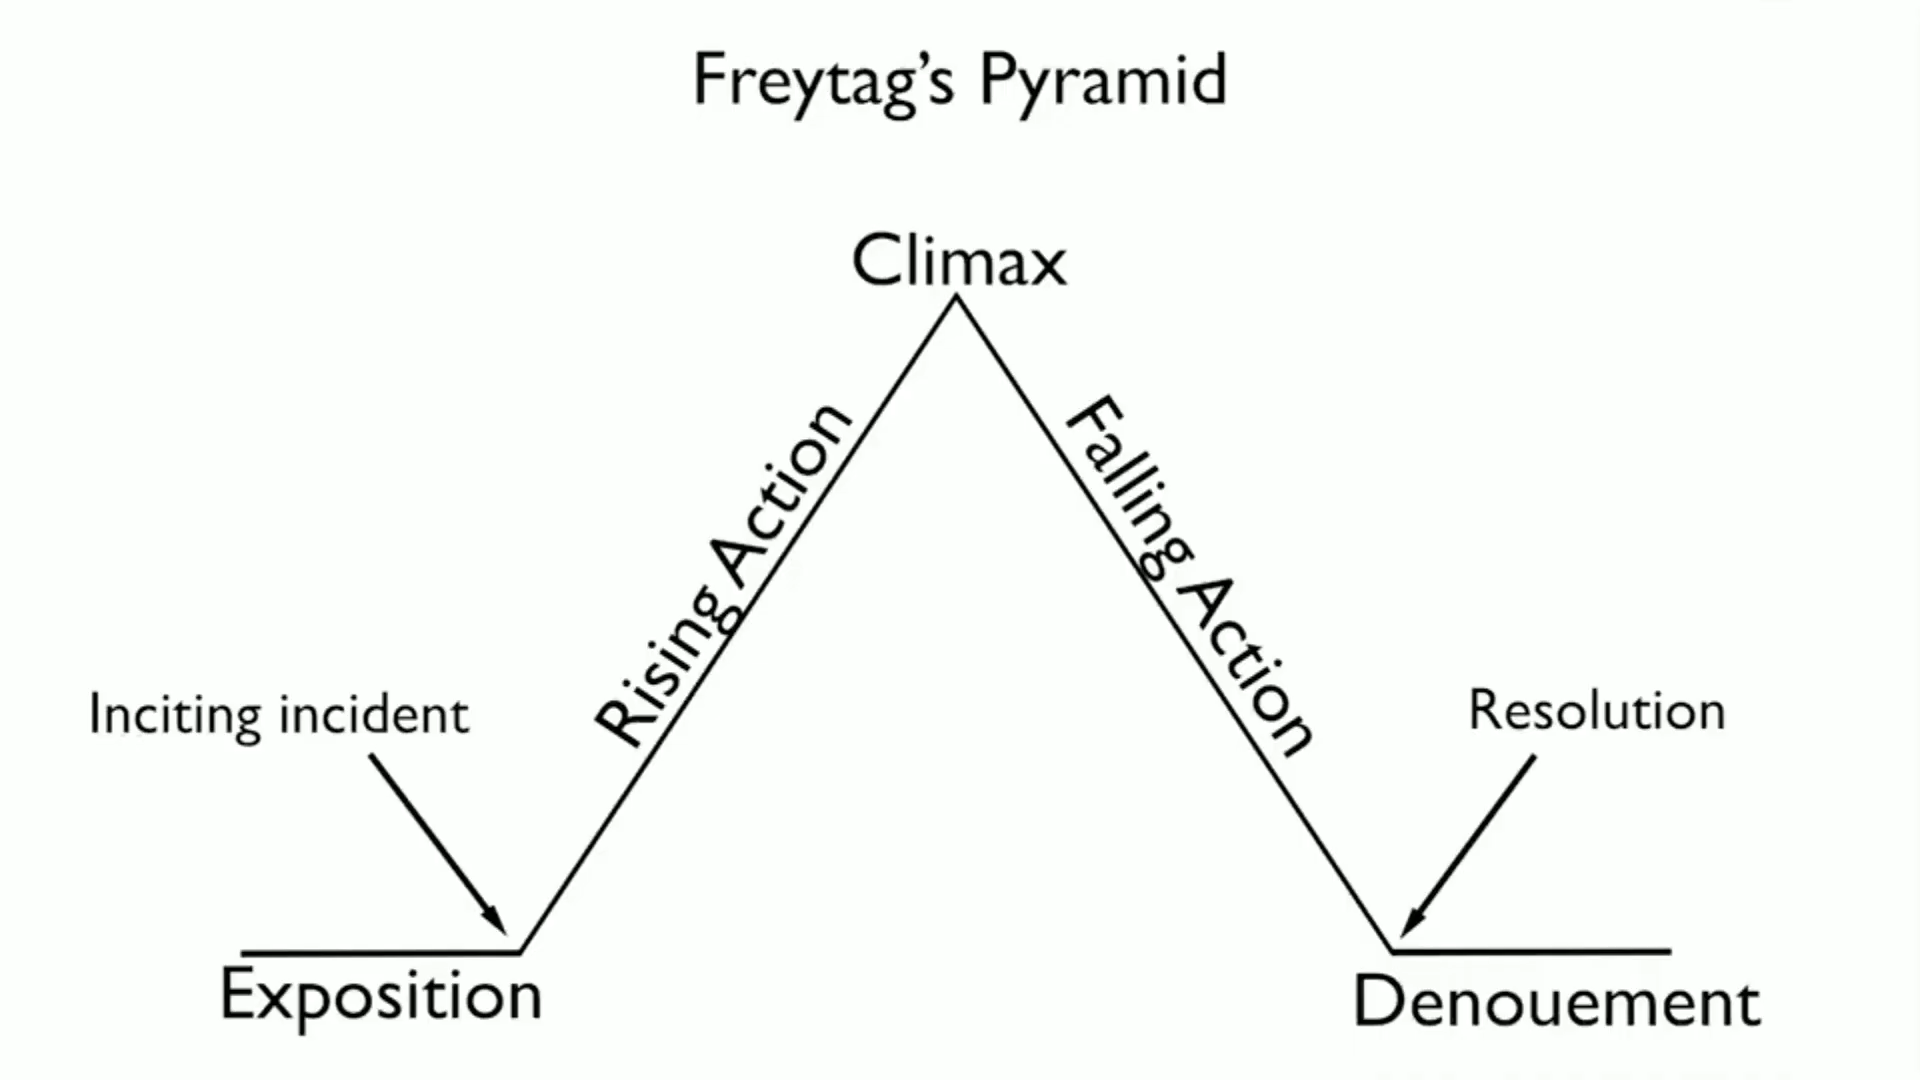 Freytag’s Pyramid
Climax
Rising Action
Falling Action
Inciting incident
Resolution
Exposition
Denouement